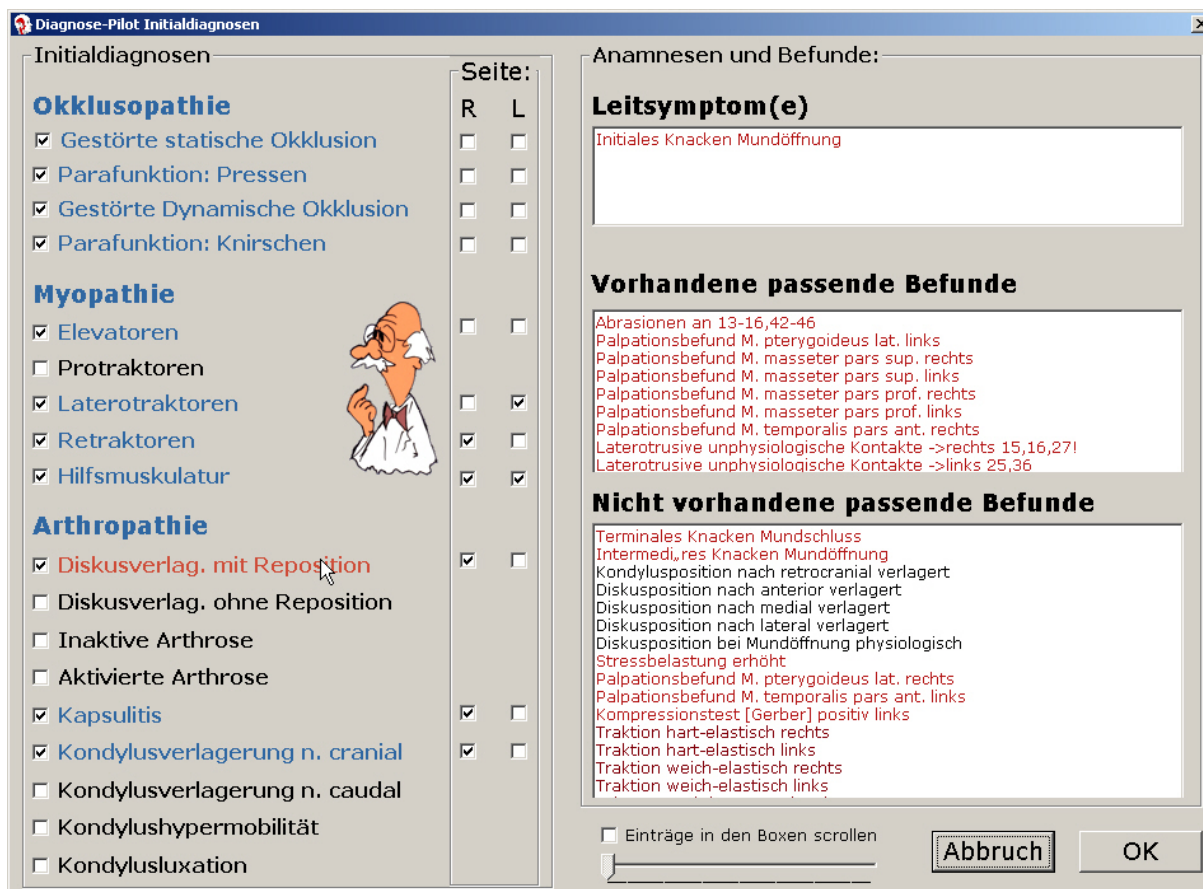 Diagnose-Pilot Initialdiagnosen
Initialdiagnosen
Seite:
R L
Okklusopathie
Gestörte statische Okklusion
Parafunktion: Pressen
Gestörte Dynamische Okklusion
Parafunktion: Knirschen
Myopathie
Elevatoren
Protraktoren
Laterotraktoren
Retraktoren
Hilfsmuskulatur
Arthropathie
Diskusverlag. mit Reposition
Diskusverlag. ohne Reposition
Inaktive Arthrose
Aktivierte Arthrose
Kapsulitis
Kondylusverlagerung n. cranial
Kondylusverlagerung n. caudal
Kondylushypermobilität
Kondylusluxation
Anamnesen und Befunde:
Leitsymptom(e)
Initiales Knacken Mundöffnung
Vorhandene passende Befunde
Abrasionen an 13-16,42-46
Palpationsbefund M. pterygoideus lat. links
Palpationsbefund M. masseter pars sup. rechts
Palpationsbefund M. masseter pars sup. links
Palpationsbefund M. masseter pars prof. rechts
Palpationsbefund M. masseter pars prof. links
Palpationsbefund M. temporalis pars ant. rechts
Laterotrusive unphysiologische Kontakte ->rechts 15,16,27!
Laterotrusive unphysiologische Kontakte ->links 25,36
Nicht vorhandene passende Befunde
Terminales Knacken Mundschluss
Intermedi„res Knacken Mundöffnung
Kondylusposition nach retrocranial verlagert
Diskusposition nach anterior verlagert
Diskusposition nach medial verlagert
Diskusposition nach lateral verlagert
Diskusposition bei Mundöffnung physiologisch
Stressbelastung erhöht
Palpationsbefund M. pterygoideus lat. rechts
Palpationsbefund M. temporalis pars ant. links
Kompressionstest [Gerber] positiv links
Traktion hart-elastisch rechts
Traktion hart-elastisch links
Traktion weich-elastisch rechts
Traktion weich-elastisch links
Einträge in den Boxen scrollen
Abbruch
OK